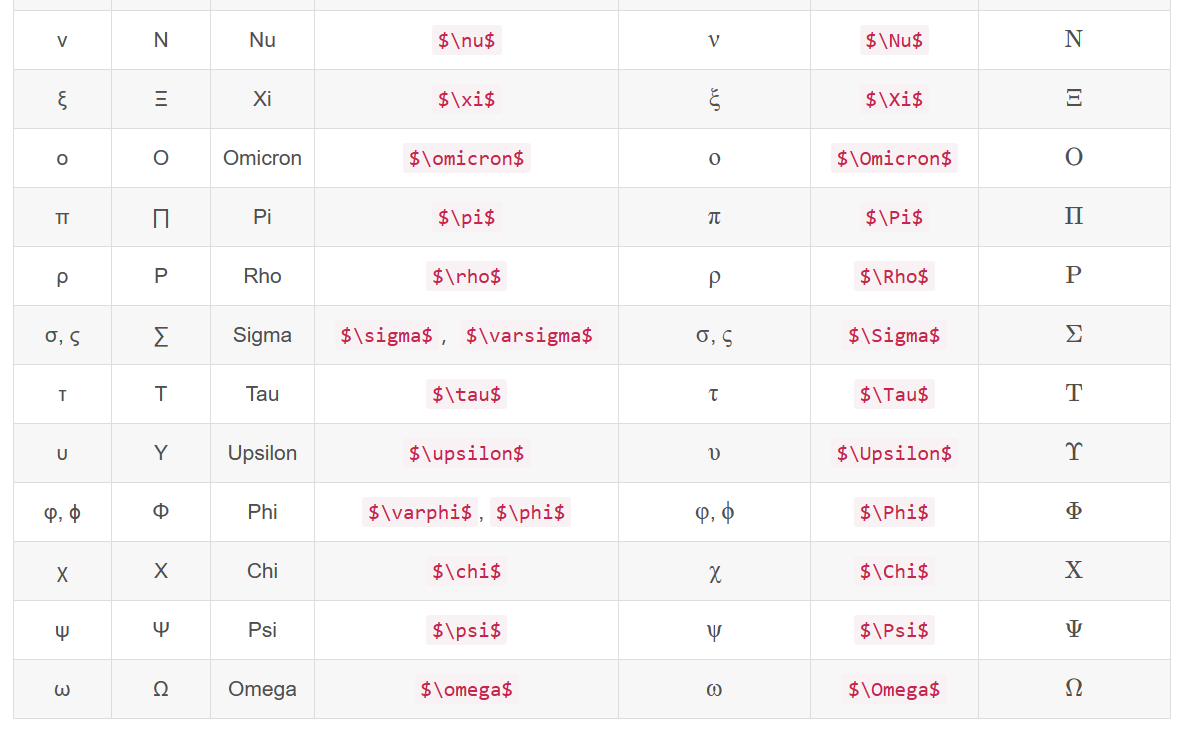 ν Ν Nu $\nu$ ν $\Nu$ Ν
ξ Ξ Xi $\xi$ ξ $\Xi$ Ξ
ο Ο Omicron $\omicron$ ο $\Omicron$ Ο
π ∏ Pi $\pi$ π $\Pi$ Π
ρ Ρ Rho $\rho$ ρ $\Rho$ Ρ
σ, ς ∑ Sigma $\sigma$ , $\varsigma$ σ, ς $\Sigma$ Σ
τ Τ Tau $\tau$ τ $\Tau$ Τ
υ Υ Upsilon $\upsilon$ υ $\Upsilon$ ϒ
φ, ϕ Φ Phi $\varphi$ , $\phi$ φ, ϕ $\Phi$ Φ
χ Χ Chi $\chi$ χ $\Chi$ Χ
ψ Ψ Psi $\psi$ ψ $\Psi$ Ψ
ω Ω Omega $\omega$ ω $\Omega$ Ω